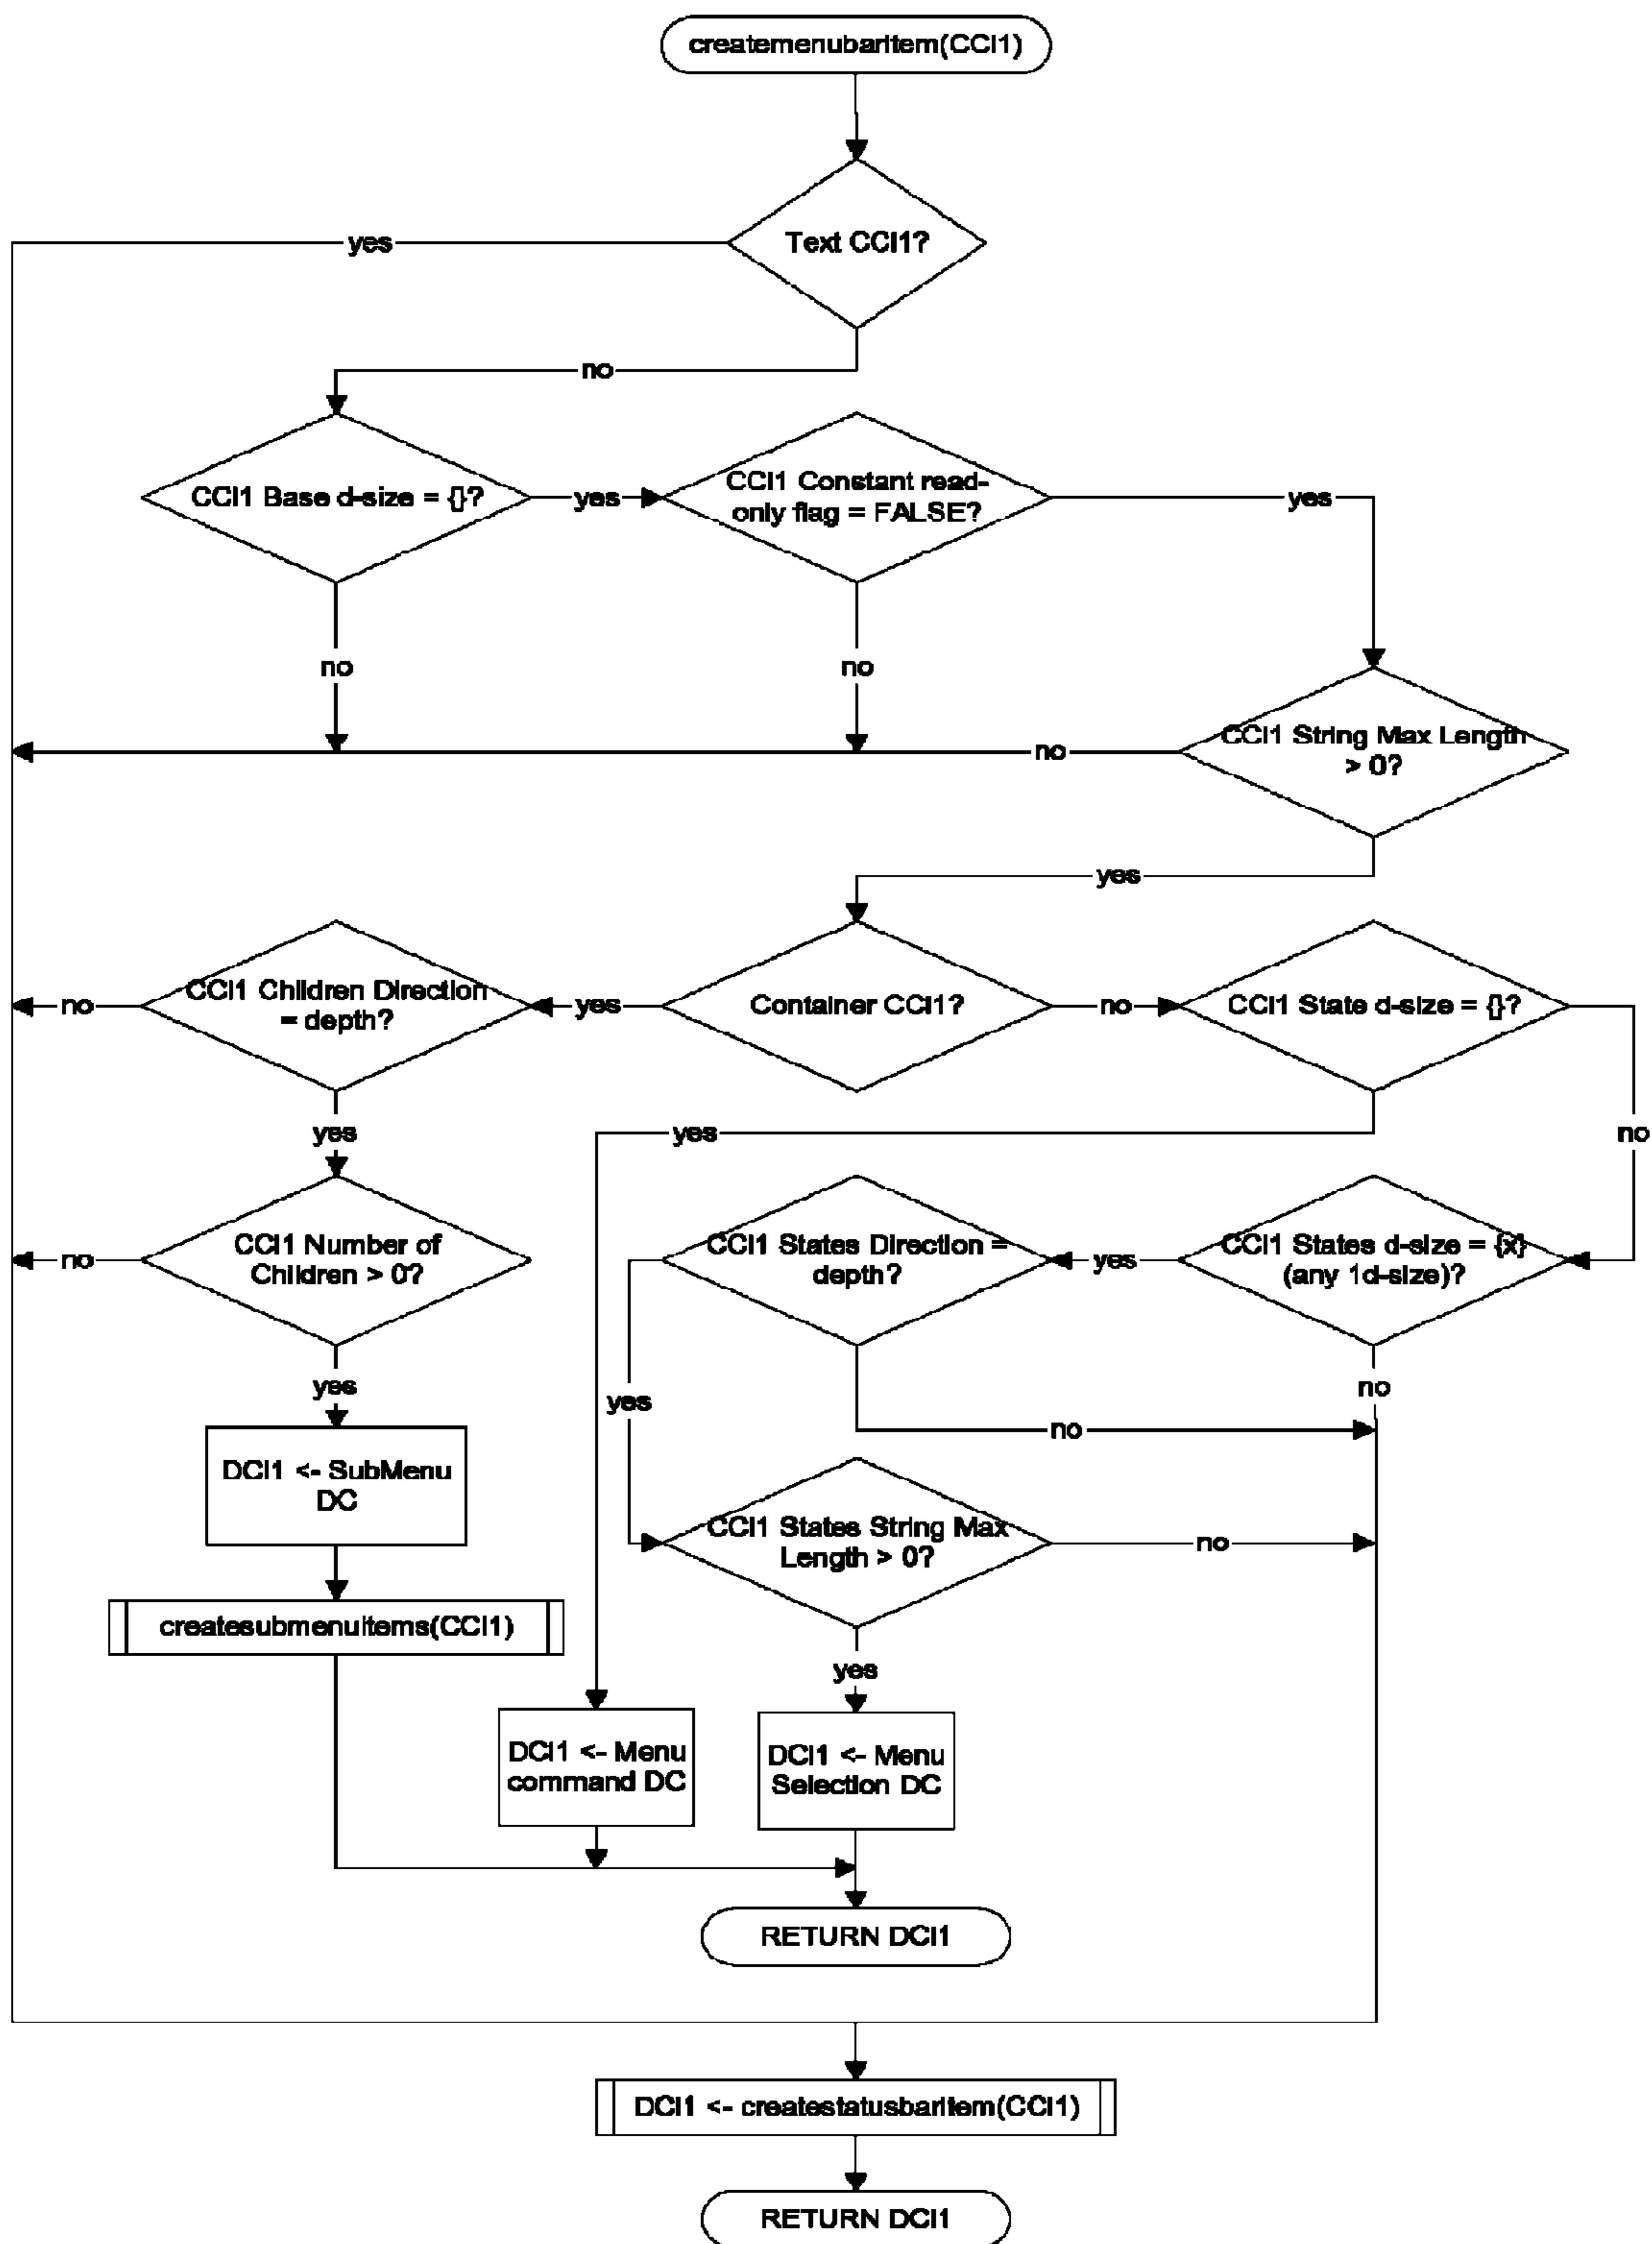 createmenubaritem(CCI1)
Text CCI1?
yes
no
CCI1 Base d-size = {}?
yes
CCI1 Constant read-
only flag = FALSE?
yes
no
no
CCI1 String Max Length
> 0?
no
yes
CCI1 Children Direction
= depth?
no
yes
Container CCI1?
no
CCI1 State d-size = {}?
yes
yes
no
CCI1 Number of
Children > 0?
no
CCI1 States Direction =
depth?
yes
CCI1 States d-size = {x}
(any 1d-size)?
yes
no
yes
no
DCI1 <- SubMenu
DC
CCI1 States String Max
Length > 0?
no
createsubmenuitems(CCI1)
yes
DCI1 <- Menu
command DC
DCI1 <- Menu
Selection DC
RETURN DCI1
DCI1 <- createstatusbaritem(CCI1)
RETURN DCI1